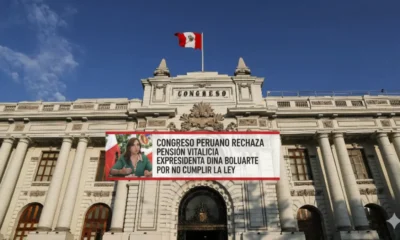 CONGRESO
CONGRESO PERUANO RECHAZA
PENSIÓN VITALICIA
EXPRESIDENTA DINA BOLUARTE
POR NO CUMPLIR LA LEY